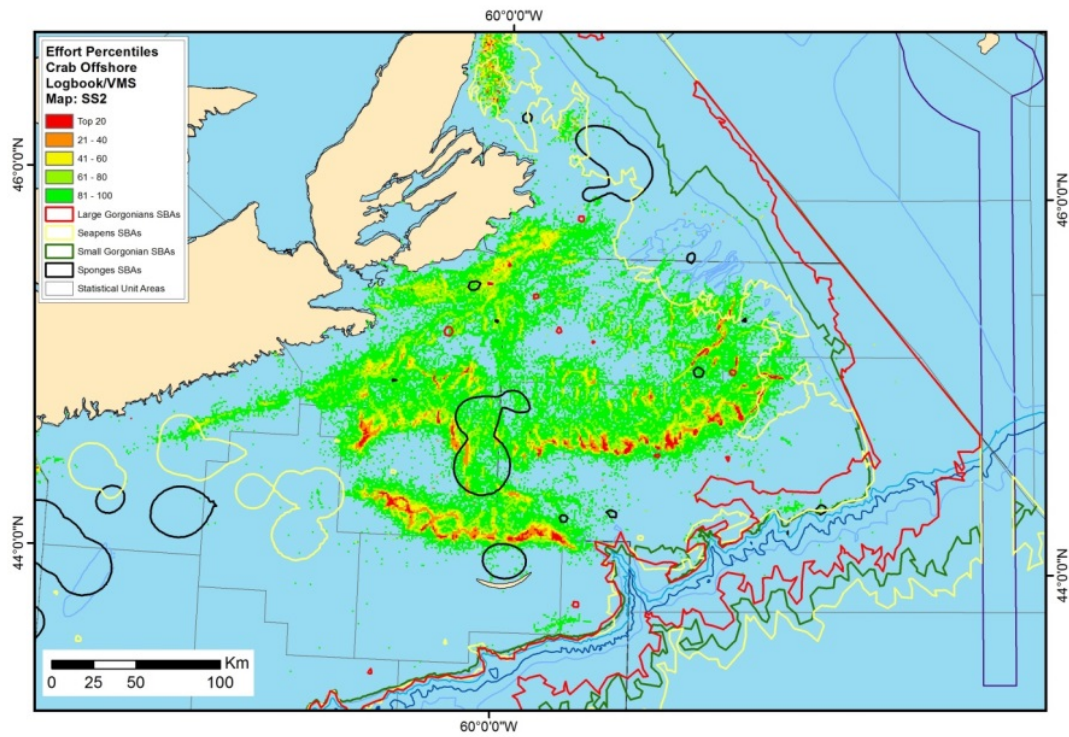 60°0'0"W
Effort Percentiles
Crab Offshore
Logbook/VMS
Map: SS2
Top 20
21 - 40
41 - 60
61 - 80
81 - 100
Large Gorgonians SBAs
Seapens SBAs
Small Gorgonian SBAs
Sponges SBAs
Statistical Unit Areas
46°0'0"N
46°0'0"N
44°0'0"N
44°0'0"N
Km
0 25 50 100
60°0'0"W